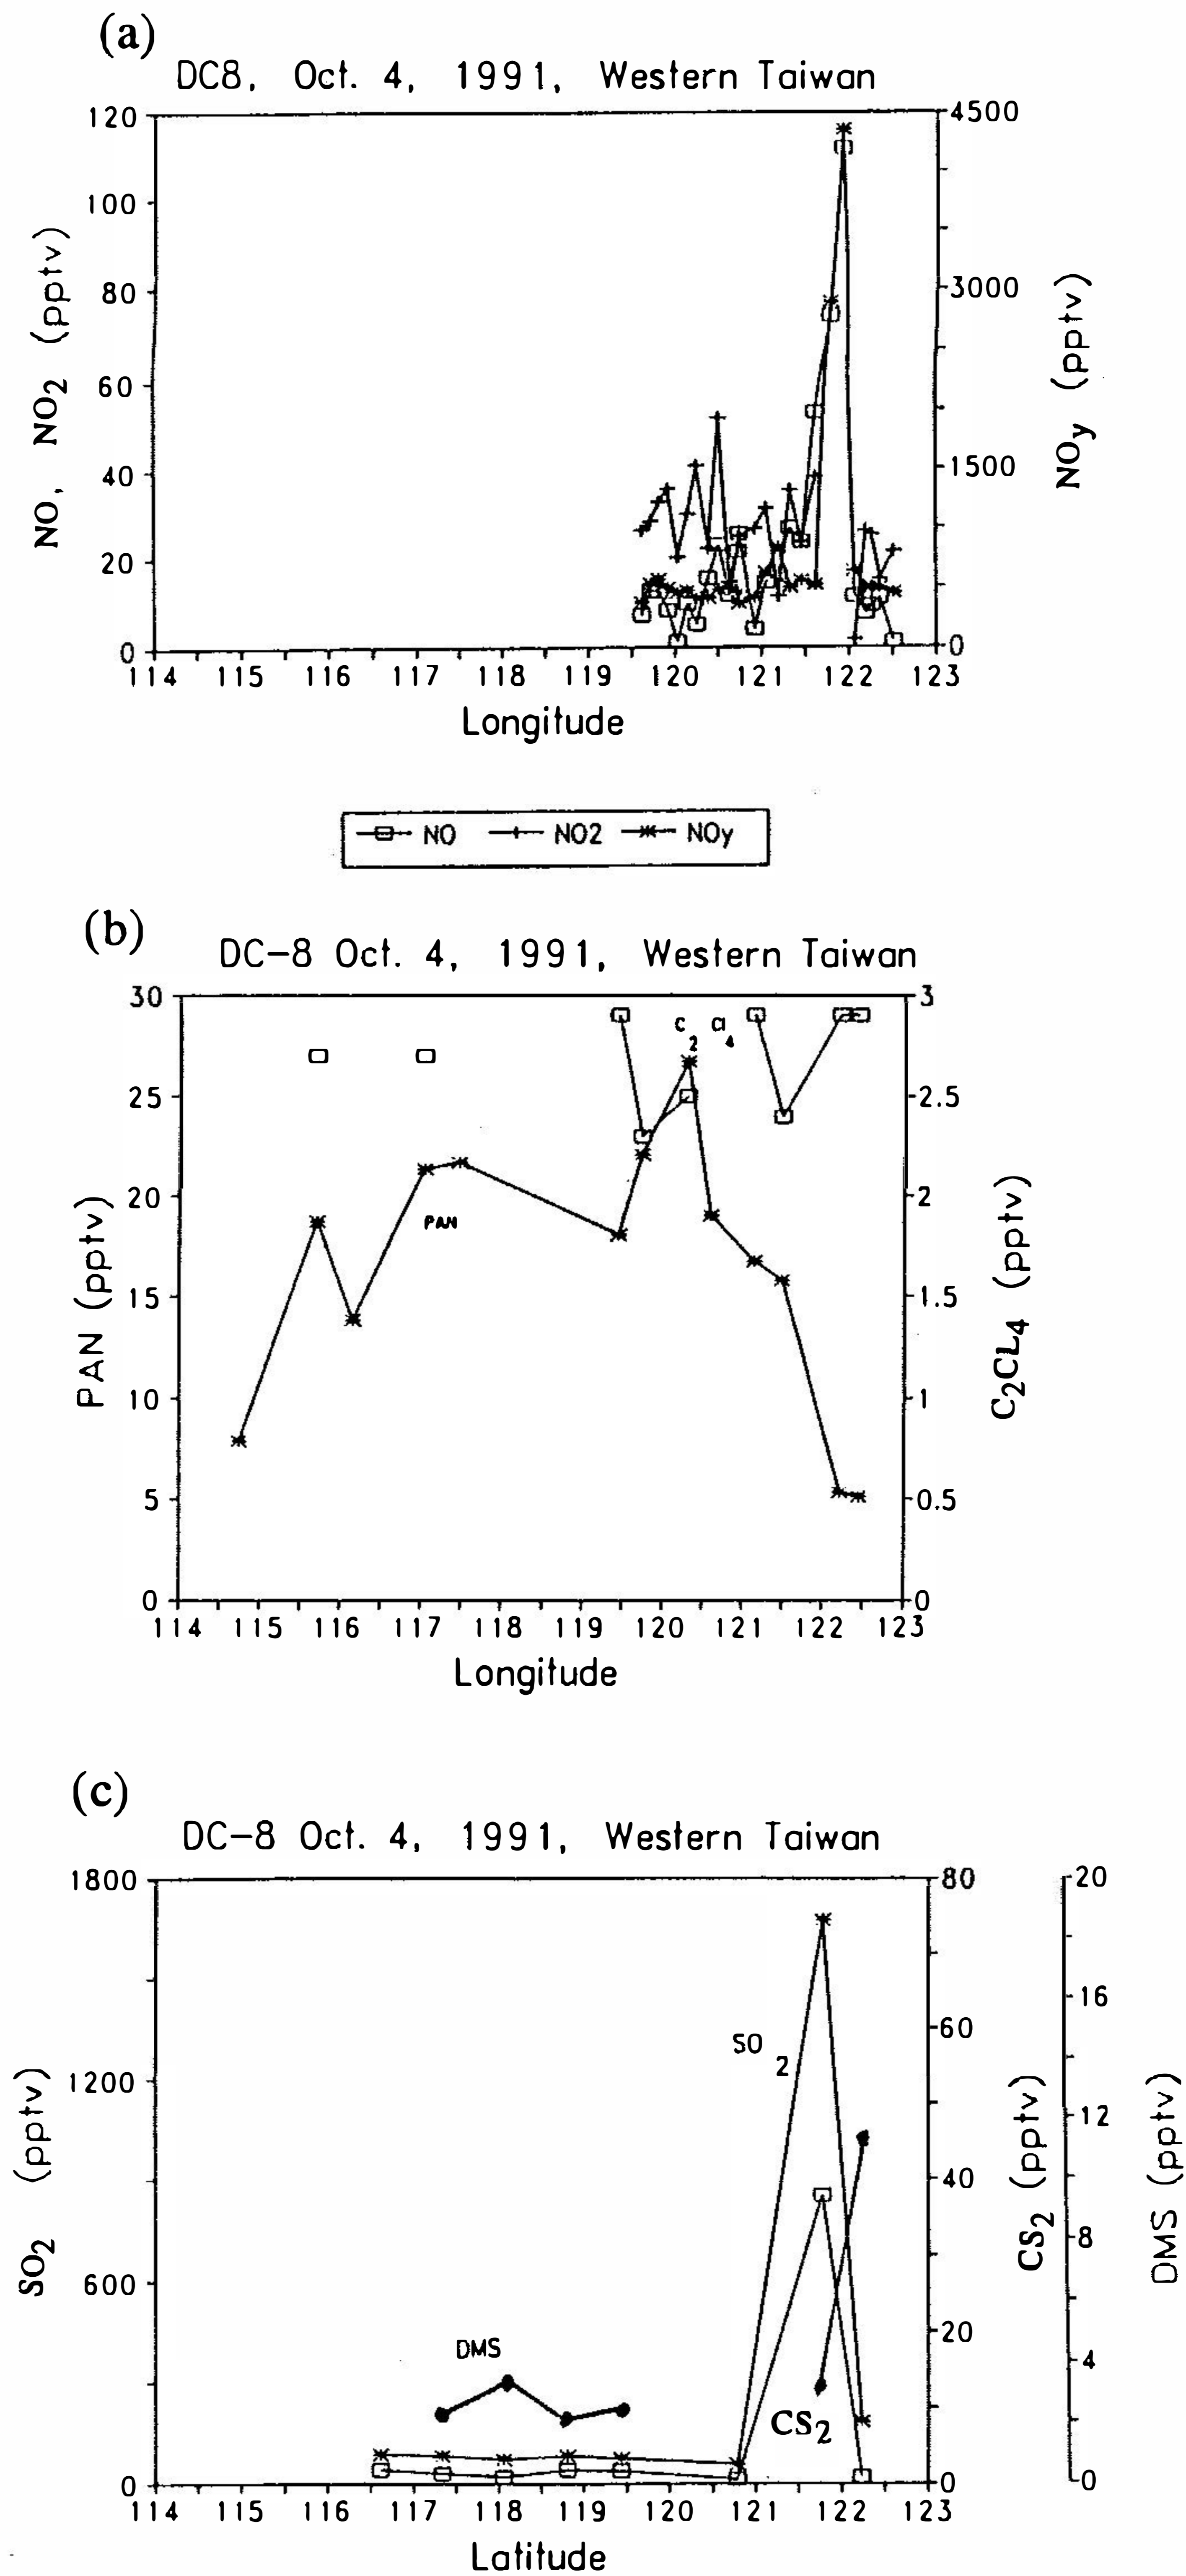 (a)
DC8, Oct. 4, 1991, Western Taiwan
120
100
80
60
40
20
0
NO, NO2 (pptv)
4500
3000
1500
0
NOy (pptv)
114 115 116 117 118 119 120 121 122 123
Longitude
NO NO2 NOy
(b)
DC-8 Oct. 4, 1991, Western Taiwan
30
25
20
15
10
5
0
PAN (pptv)
C2Cl4
PAN
3
2.5
2
1.5
1
0.5
0
C2CL4 (pptv)
114 115 116 117 118 119 120 121 122 123
Longitude
(c)
DC-8 Oct. 4, 1991, Western Taiwan
1800
1200
600
0
SO2 (pptv)
SO2
DMS
CS2
80
60
40
20
0
CS2 (pptv)
20
16
12
8
4
0
DMS (pptv)
114 115 116 117 118 119 120 121 122 123
Latitude